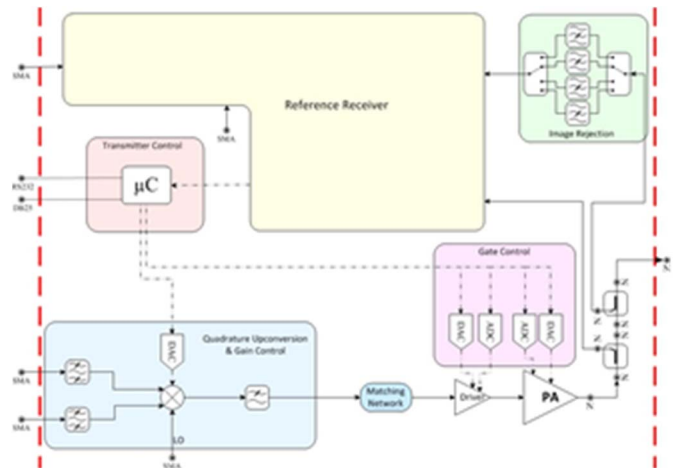 SMA
Reference Receiver
Image Rejection
SMA
Transmitter Control
µC
RS232
DB25
Gate Control
DAC
ADC
ADC
DAC
N
N
N
N
N
N
N
N
Quadrature Upconversion
& Gain Control
DAC
SMA
SMA
LO
SMA
Matching
Network
Driver
PA